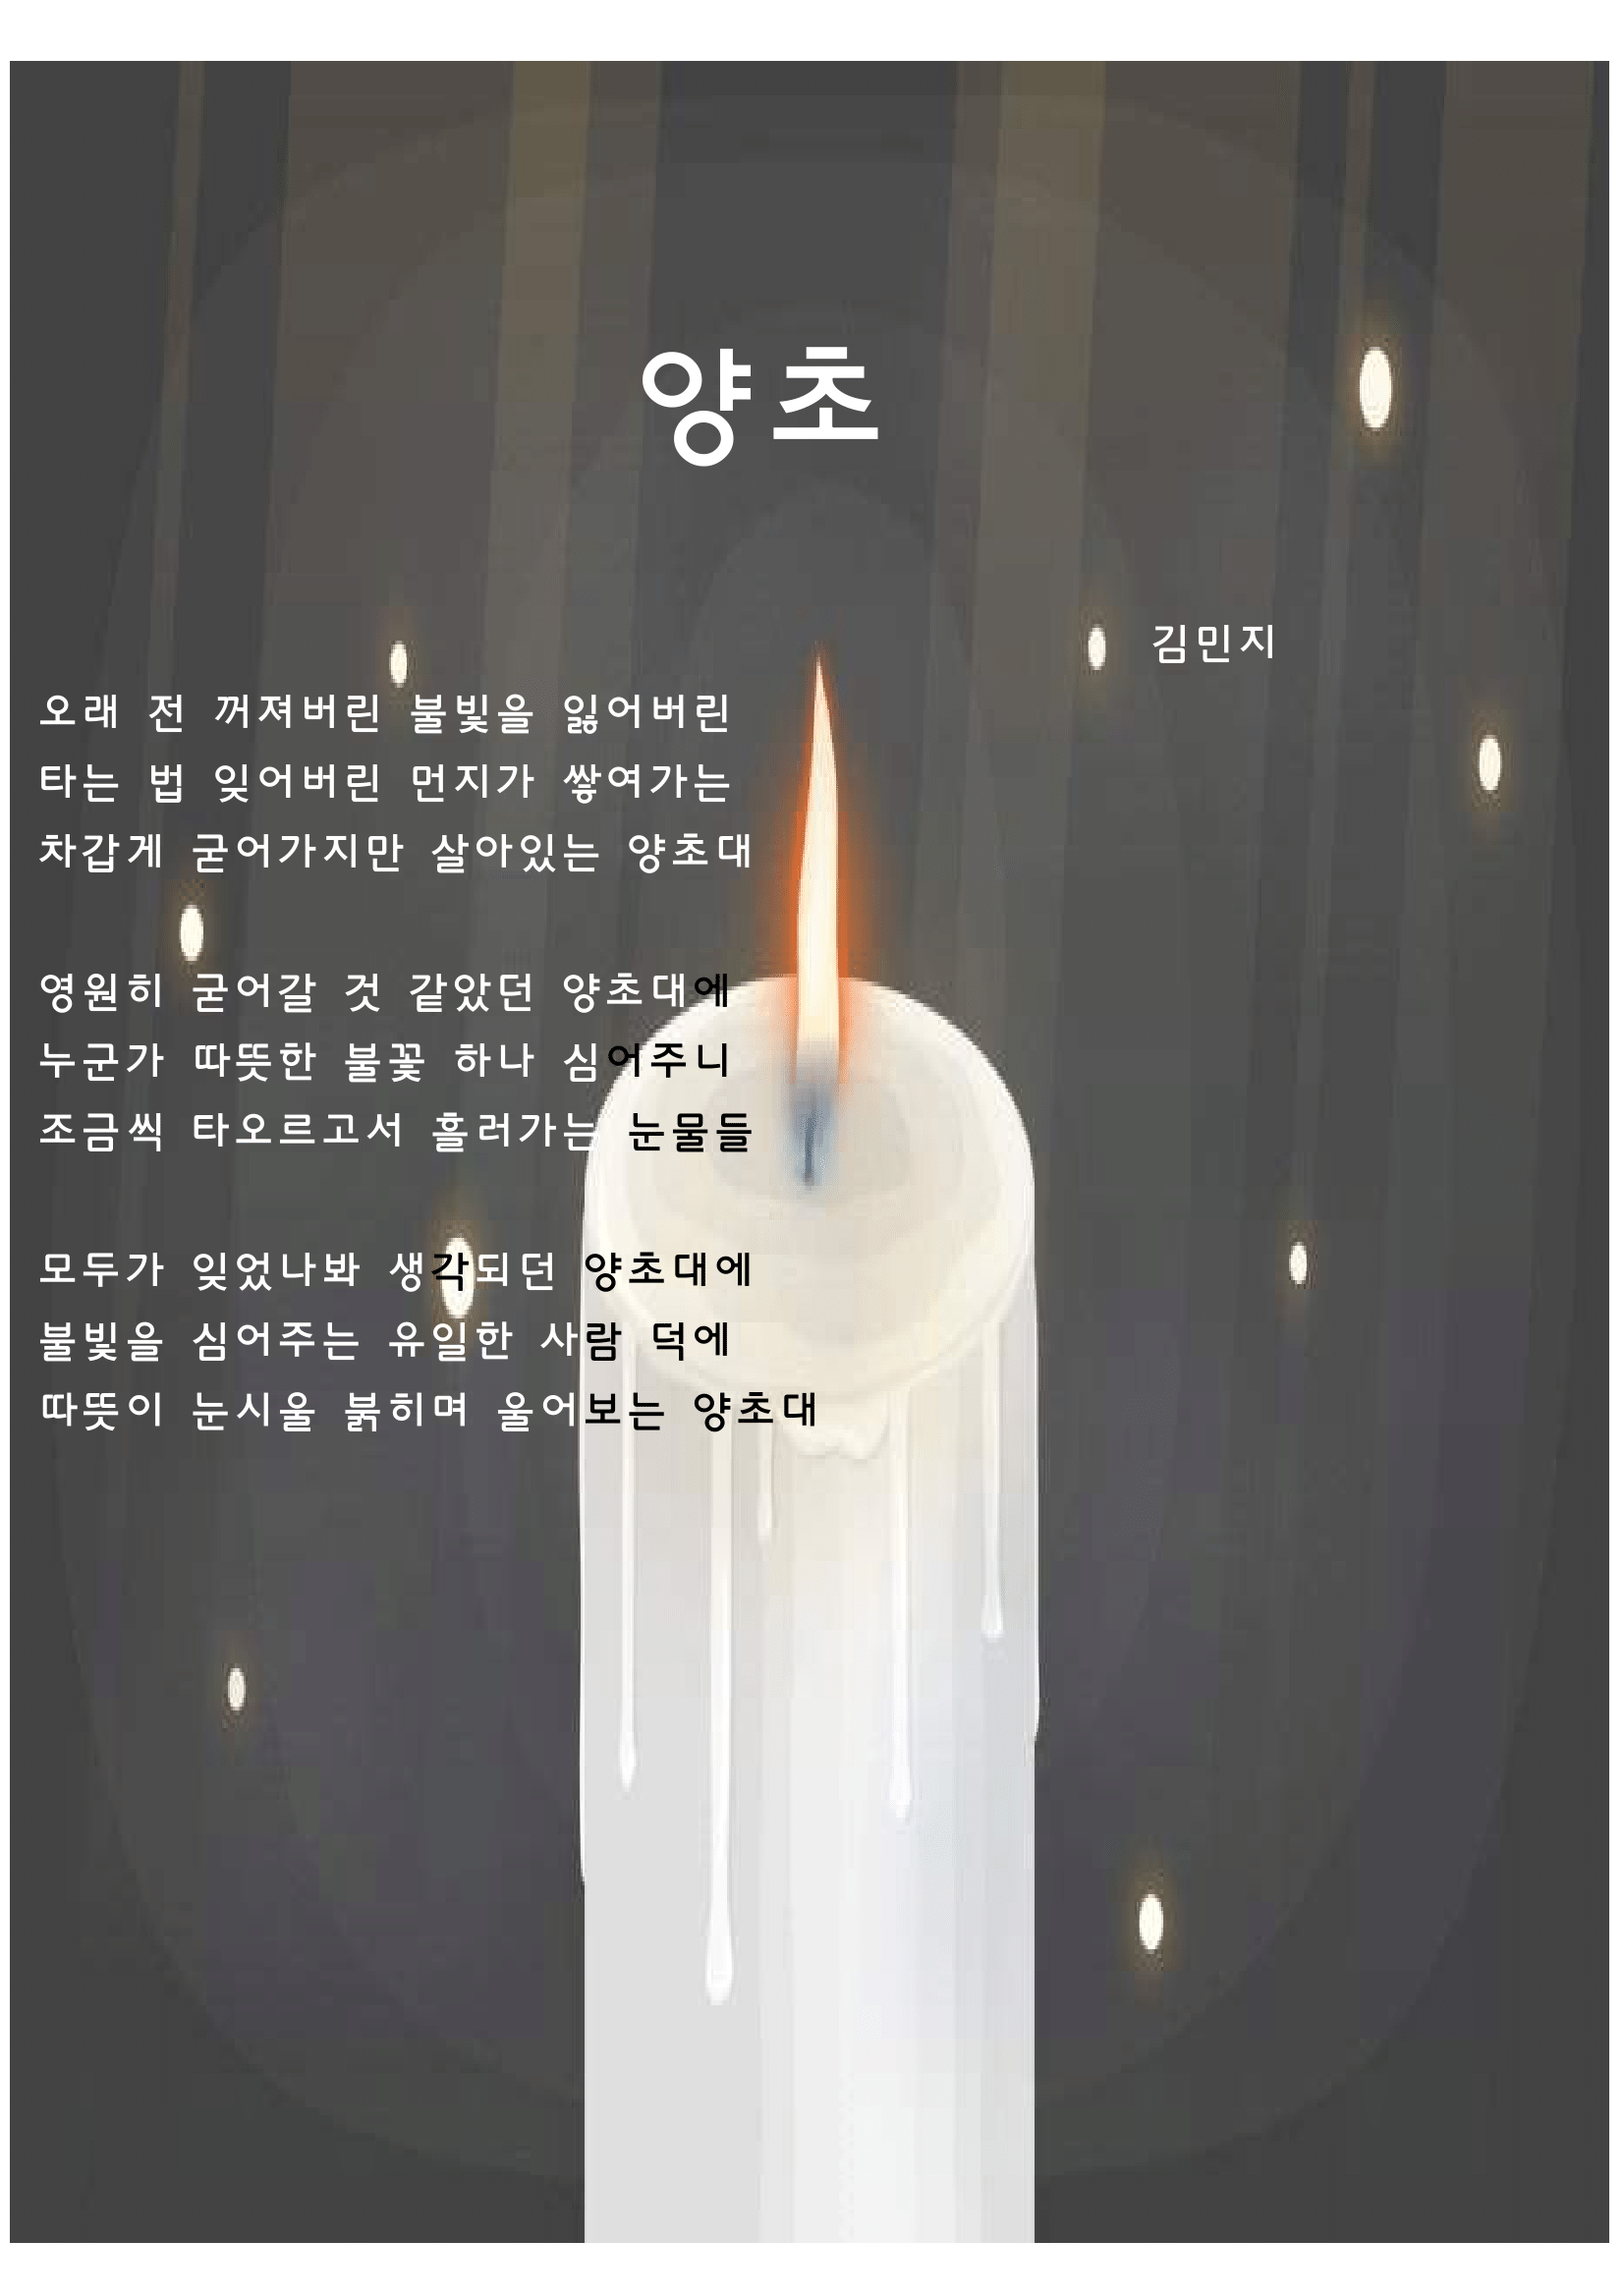 양초
김민지
오래 전 꺼져버린 불빛을 잃어버린
타는 법 잊어버린 먼지가 쌓여가는
차갑게 굳어가지만 살아있는 양초대
영원히 굳어갈 것 같았던 양초대에
누군가 따뜻한 불꽃 하나 심어주니
조금씩 타오르고서 흘러가는 눈물들
모두가 잊었나봐 생각되던 양초대에
불빛을 심어주는 유일한 사람 덕에
따뜻이 눈시울 붉히며 울어보는 양초대